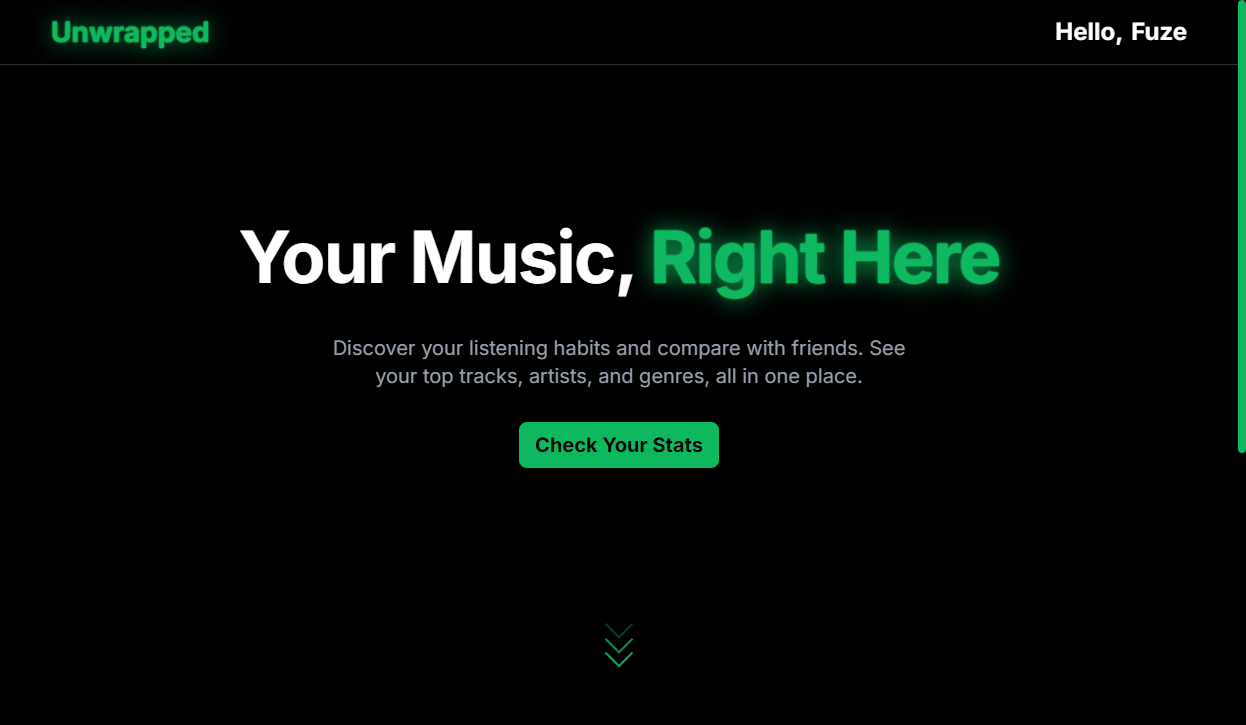 Unwrapped
Hello, Fuze
Your Music, Right Here
Discover your listening habits and compare with friends. See
your top tracks, artists, and genres, all in one place.
Check Your Stats